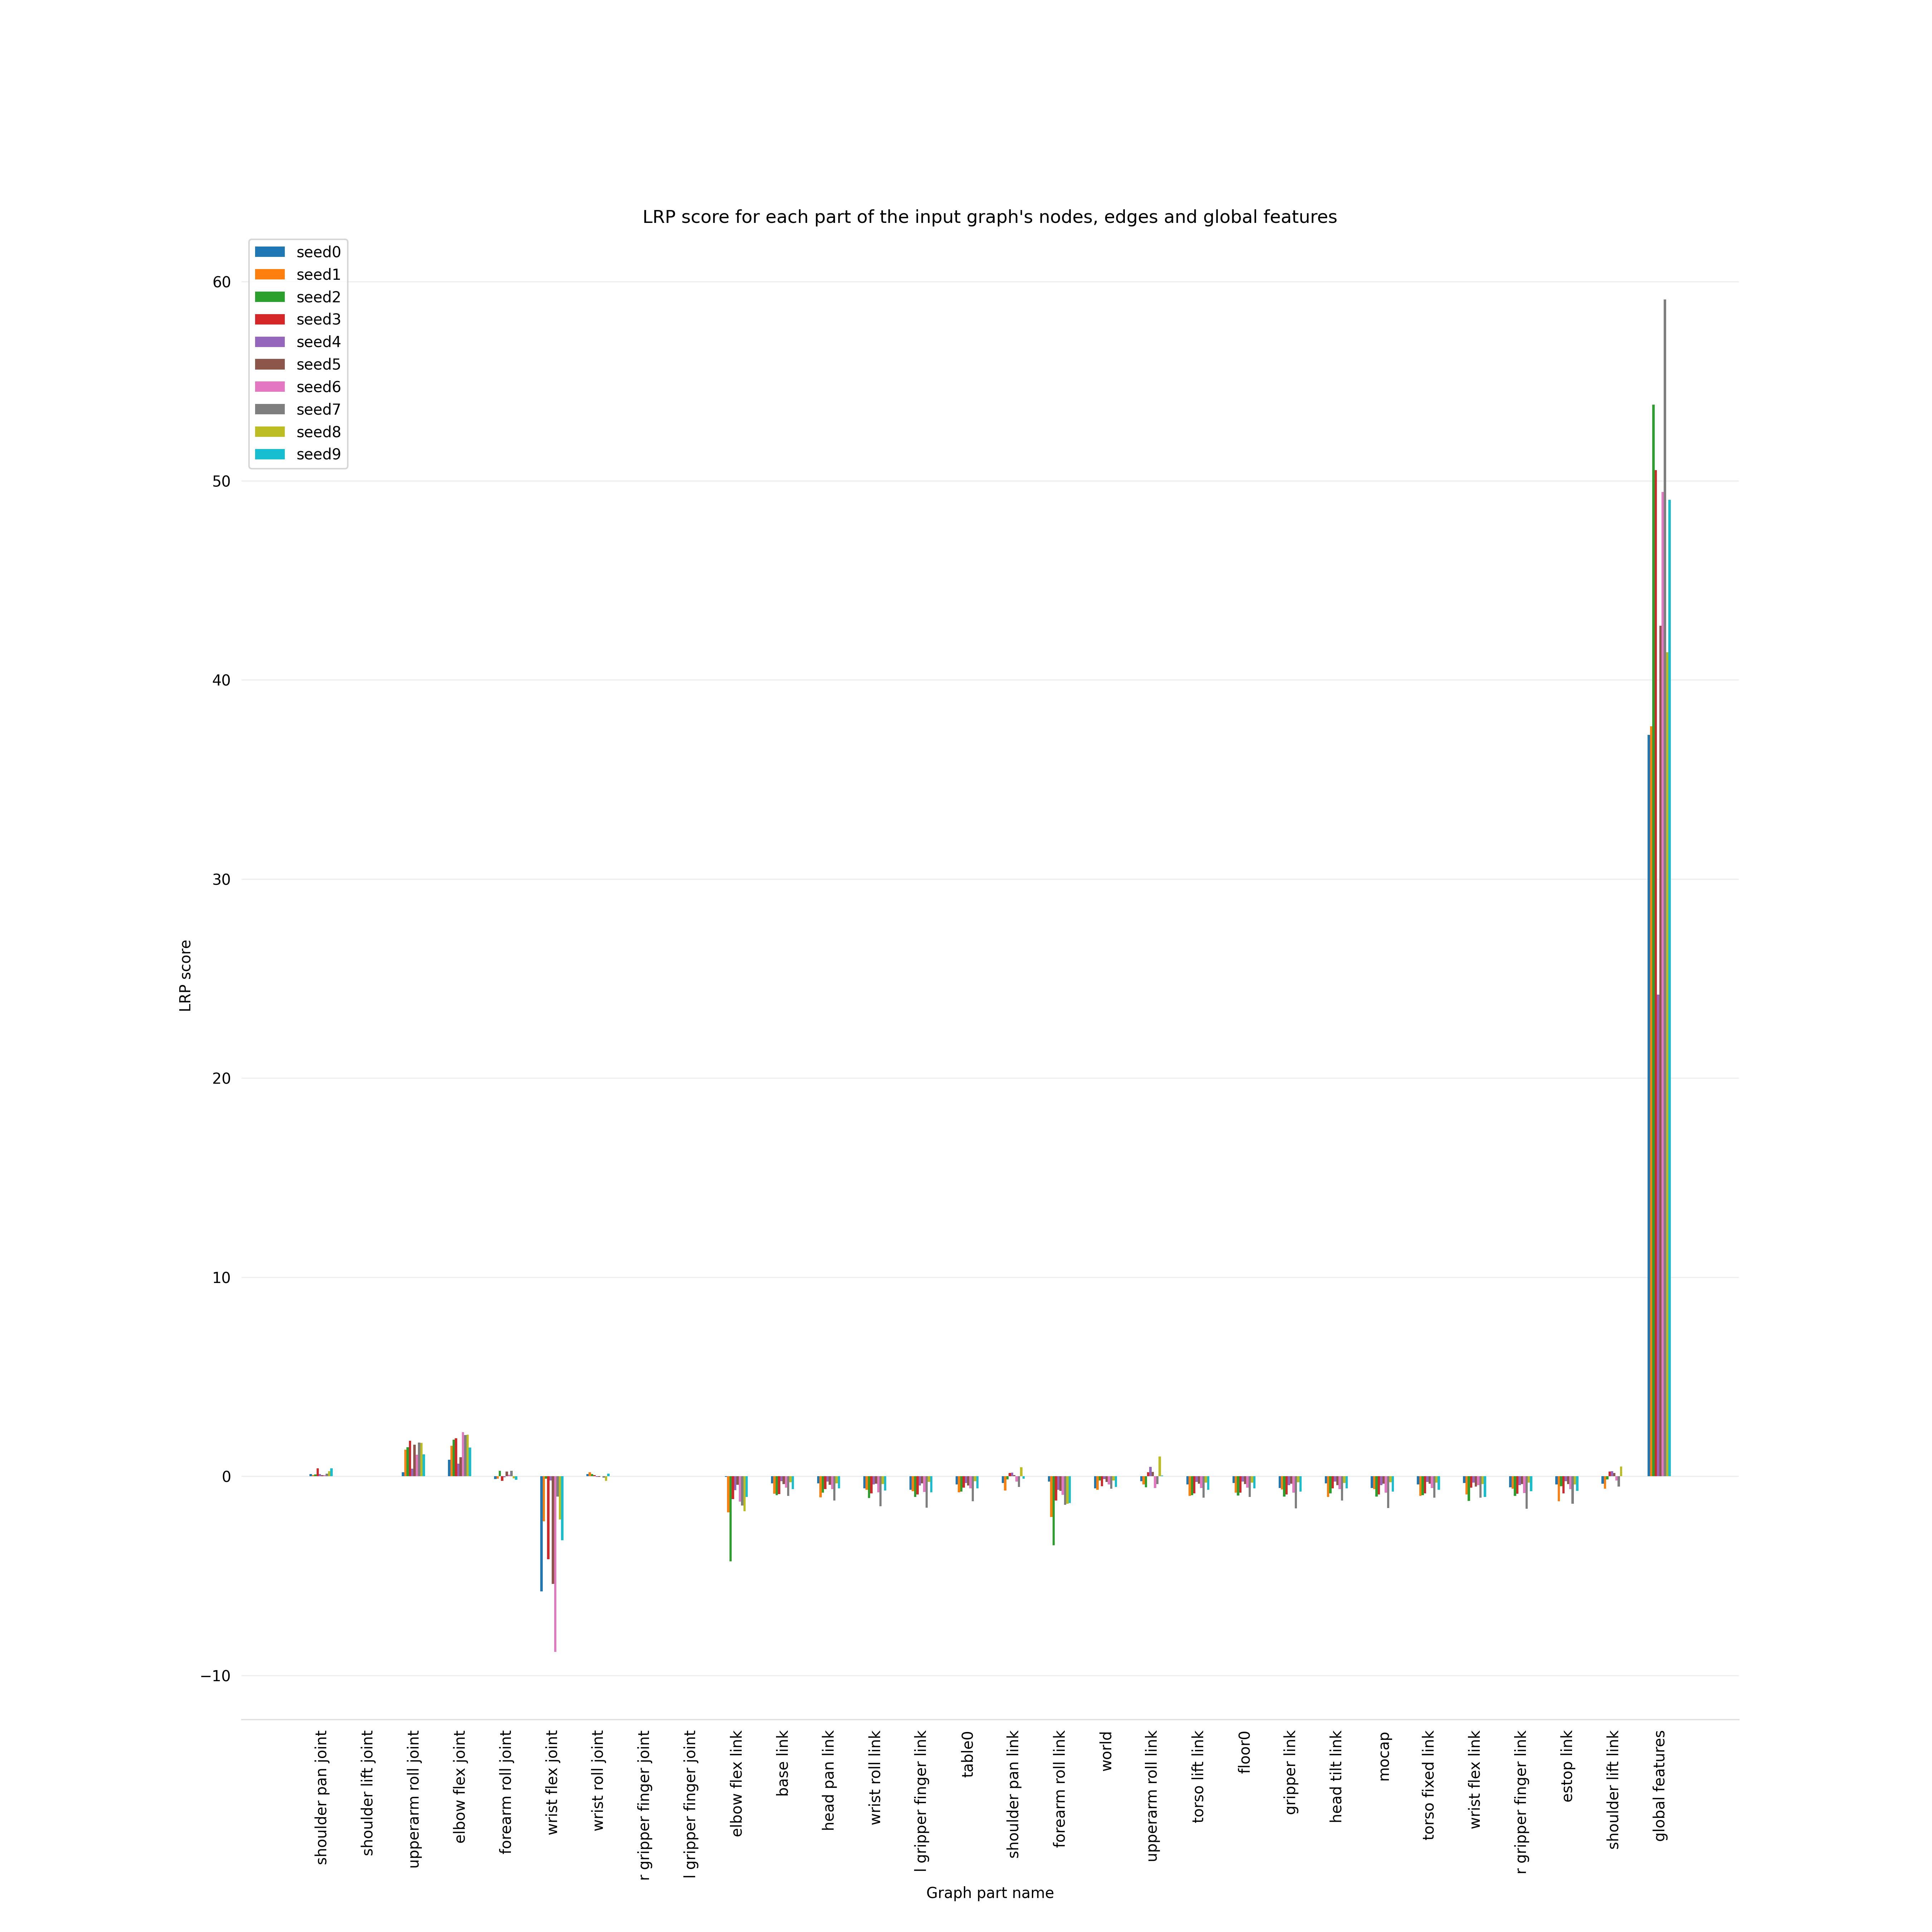 LRP score for each part of the input graph's nodes, edges and global features
seed0
seed1
seed2
seed3
seed4
seed5
seed6
seed7
seed8
seed9
60
50
40
30
20
10
0
−10
LRP score
shoulder pan joint
shoulder lift joint
upperarm roll joint
elbow flex joint
forearm roll joint
wrist flex joint
wrist roll joint
r gripper finger joint
l gripper finger joint
elbow flex link
base link
head pan link
wrist roll link
l gripper finger link
table0
shoulder pan link
forearm roll link
world
upperarm roll link
torso lift link
floor0
gripper link
head tilt link
mocap
torso fixed link
wrist flex link
r gripper finger link
estop link
shoulder lift link
global features
Graph part name